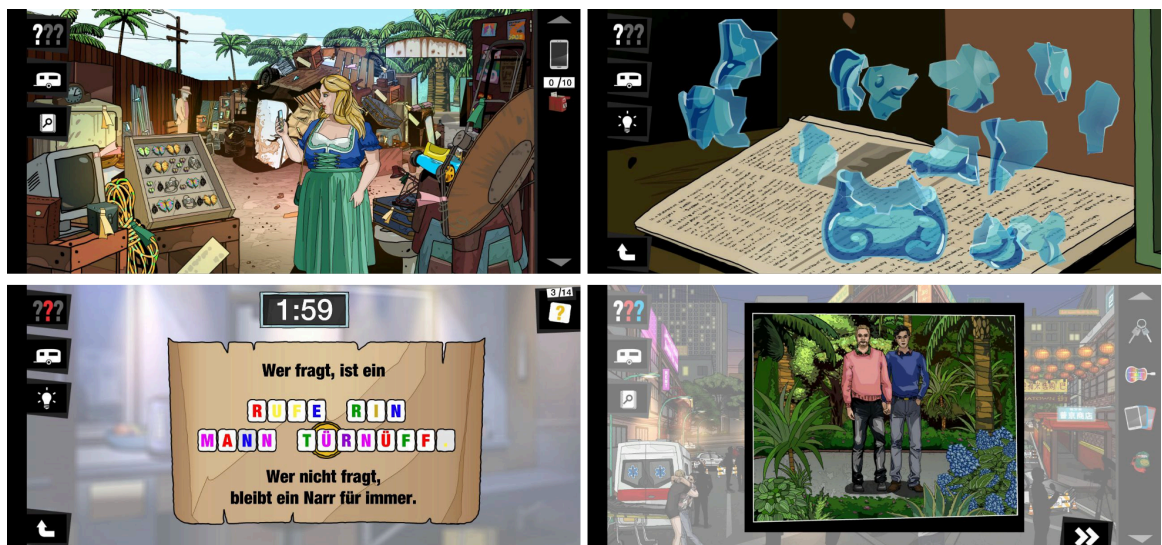 ???
0 /10
???
???
1:59
3 /14
?
Wer fragt, ist ein
RUFE RIN
MANN TÜRNÜFF.
Wer nicht fragt,
bleibt ein Narr für immer.
???